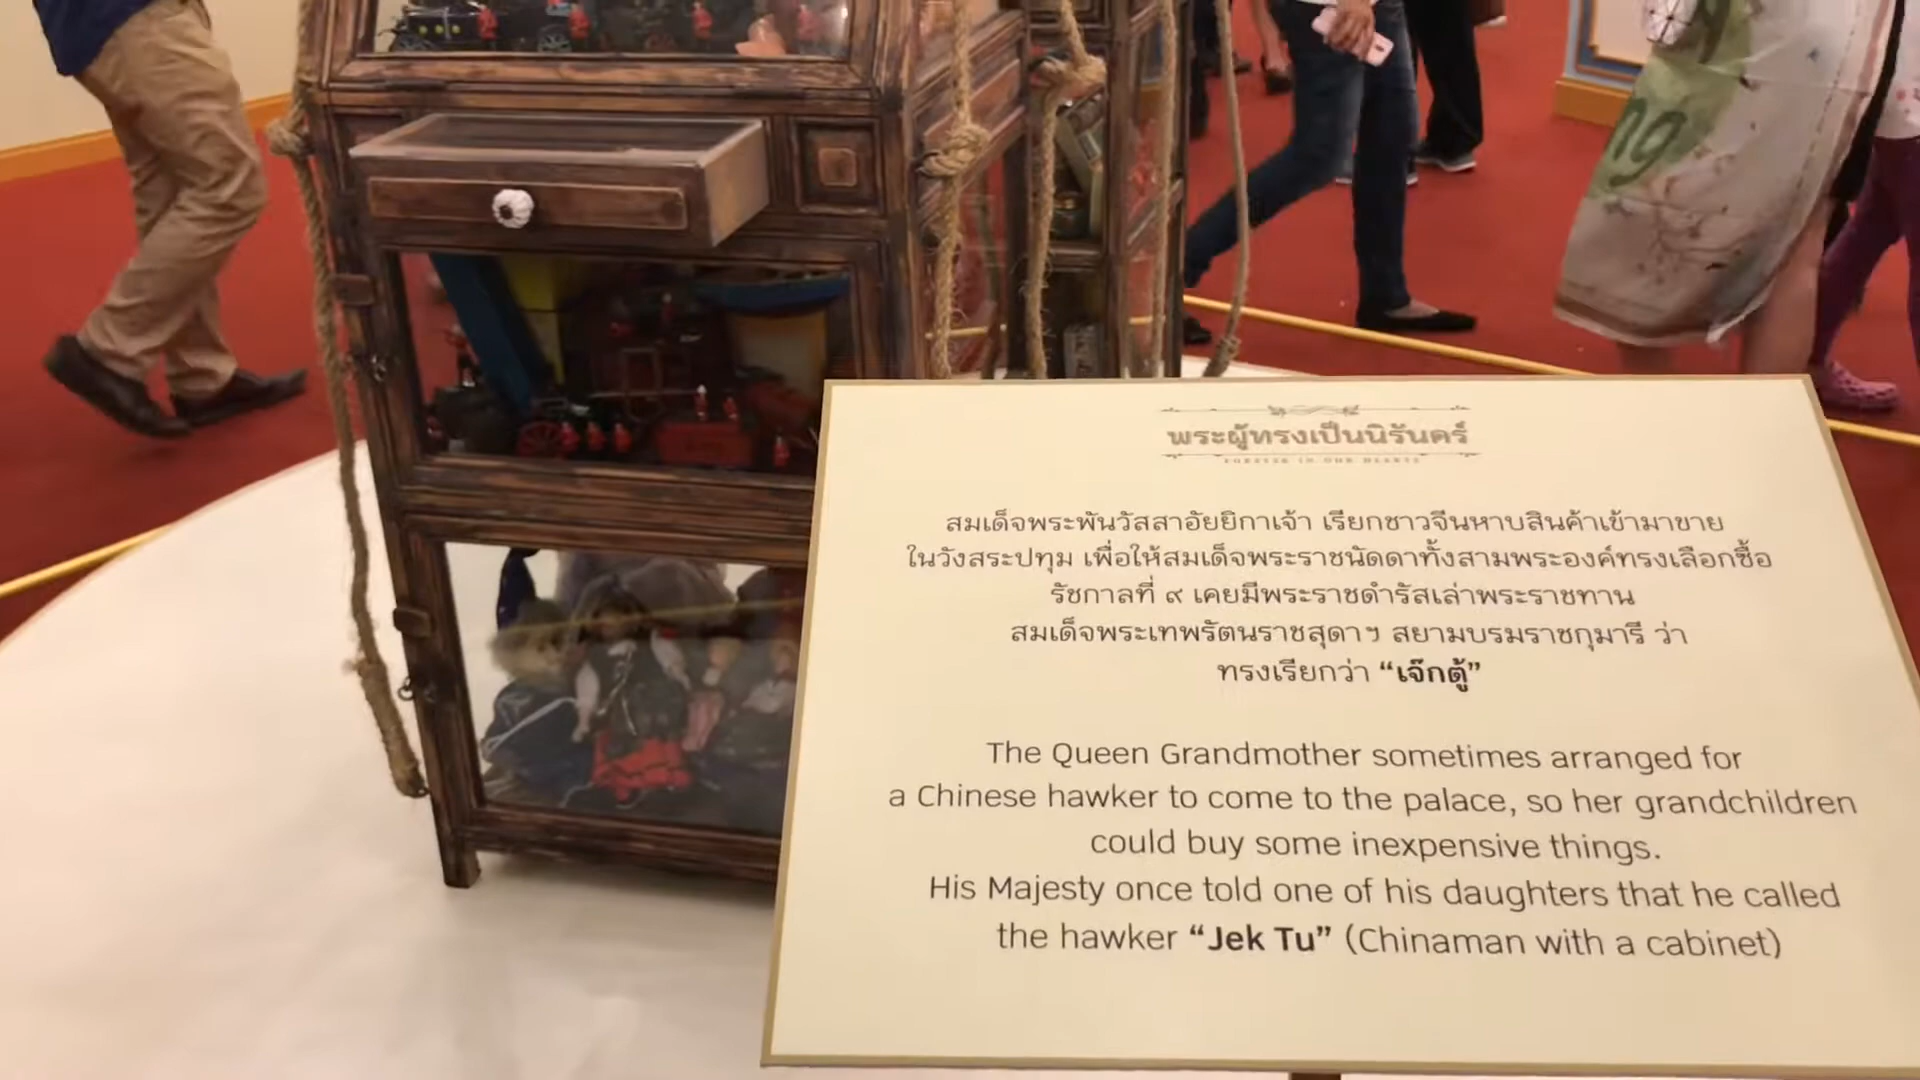 พระผู้ทรงเป็นนิรันดร์
FOREVER IN OUR HEARTS
สมเด็จพระพันวัสสาอัยยิกาเจ้า เรียกชาวจีนหาบสินค้าเข้ามาขาย
ในวังสระปทุม เพื่อให้สมเด็จพระราชนัดดาทั้งสามพระองค์ทรงเลือกซื้อ
รัชกาลที่ ๙ เคยมีพระราชดำรัสเล่าพระราชทาน
สมเด็จพระเทพรัตนราชสุดาฯ สยามบรมราชกุมารี ว่า
ทรงเรียกว่า “เจ๊กตู้”
The Queen Grandmother sometimes arranged for
a Chinese hawker to come to the palace, so her grandchildren
could buy some inexpensive things.
His Majesty once told one of his daughters that he called
the hawker “Jek Tu” (Chinaman with a cabinet)